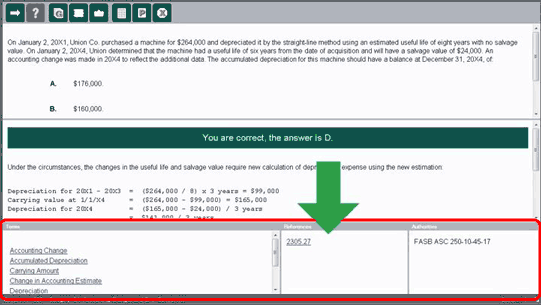 On January 2, 20X1, Union Co. purchased a machine for $264,000 and depreciated it by the straight-line method using an estimated useful life of eight years with no salvage
value. On January 2, 20X4, Union determined that the machine had a useful life of six years from the date of acquisition and will have a salvage value of $24,000. An
accounting change was made in 20X4 to reflect the additional data. The accumulated depreciation for this machine should have a balance at December 31, 20X4, of:
A. $176,000.
B. $160,000.
You are correct, the answer is D.
Under the circumstances, the changes in the useful life and salvage value require new calculation of expense using the new estimation:
Depreciation for 20X1 - 20X3 = ($264,000 / 8) x 3 years = $99,000
Carrying value at 1/1/X4 = ($264,000 - $99,000) = $165,000
Depreciation for 20X4 = ($165,000 - $24,000) / 3 years
= $141,000 / 3 years
Terms
References
Authorities
Accounting Change
Accumulated Depreciation
Carrying Amount
Change in Accounting Estimate
Depreciation
2305.27
FASB ASC 250-10-45-17